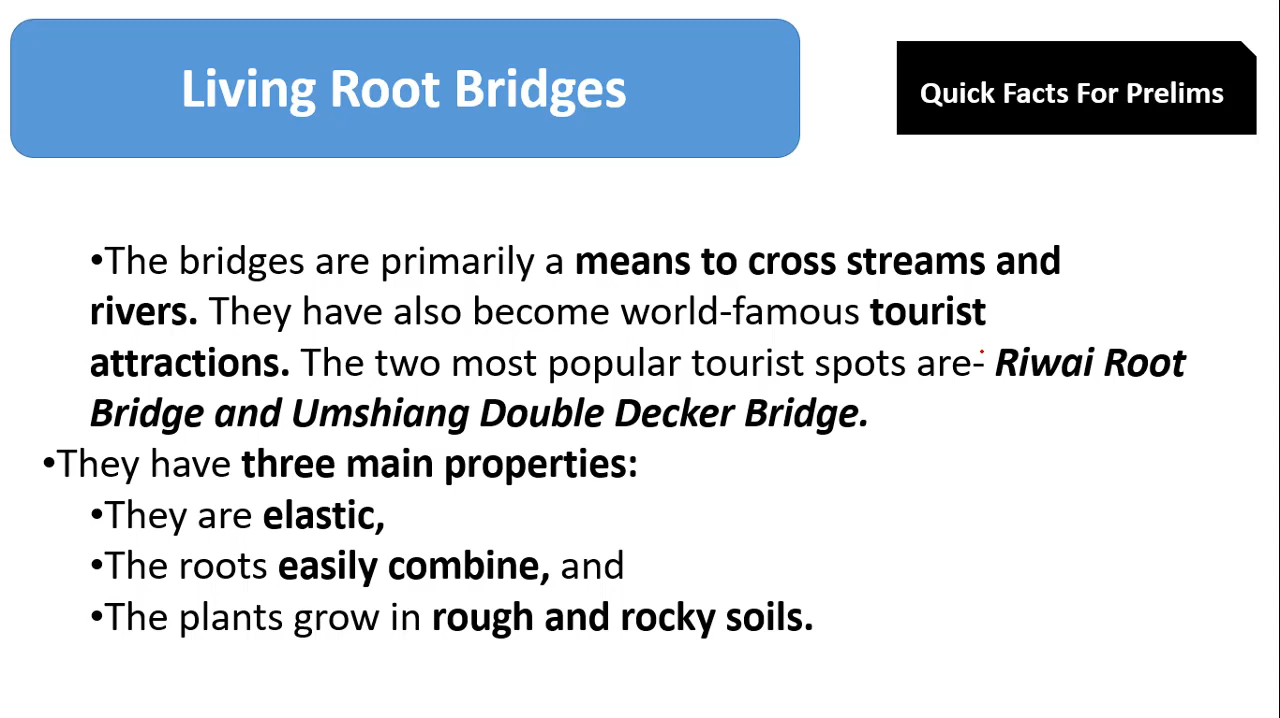 Living Root Bridges
Quick Facts For Prelims
•The bridges are primarily a means to cross streams and
rivers. They have also become world-famous tourist
attractions. The two most popular tourist spots are- Riwai Root
Bridge and Umshiang Double Decker Bridge.
•They have three main properties:
•They are elastic,
•The roots easily combine, and
•The plants grow in rough and rocky soils.